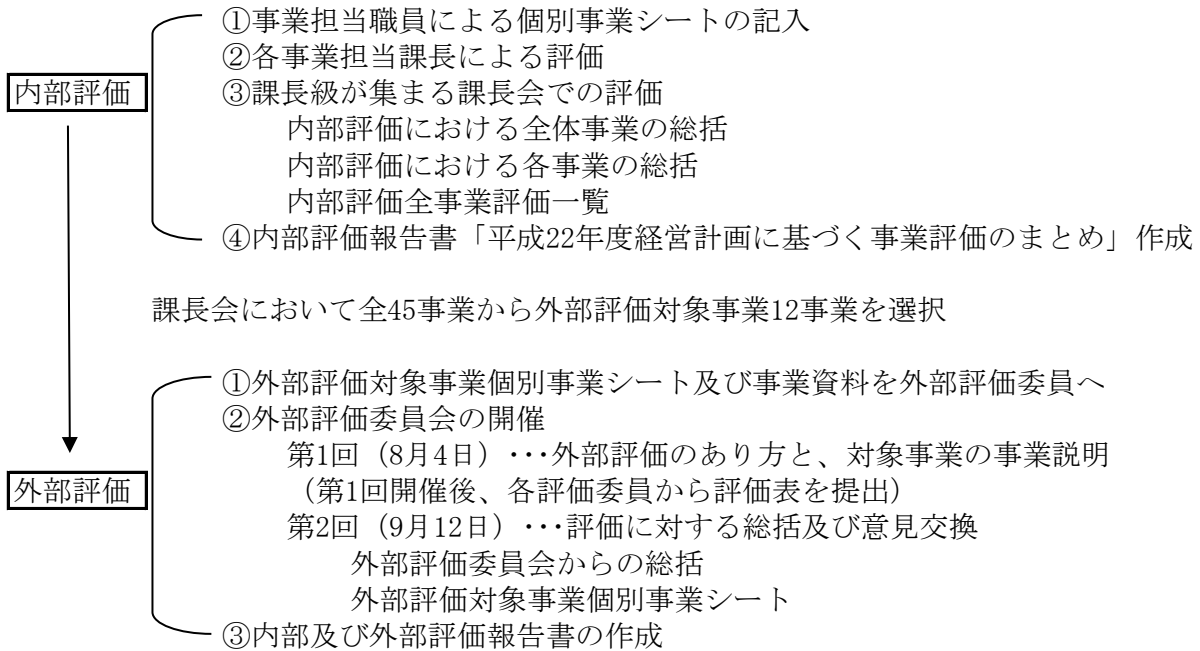 ①事業担当職員による個別事業シートの記入
②各事業担当課長による評価
内部評価
③課長級が集まる課長会での評価
内部評価における全体事業の総括
内部評価における各事業の総括
内部評価全事業評価一覧
④内部評価報告書「平成22年度経営計画に基づく事業評価のまとめ」作成
課長会において全45事業から外部評価対象事業12事業を選択
①外部評価対象事業個別事業シート及び事業資料を外部評価委員へ
②外部評価委員会の開催
第1回（8月4日）･･･外部評価のあり方と、対象事業の事業説明
外部評価
（第1回開催後、各評価委員から評価表を提出）
第2回（9月12日）･･･評価に対する総括及び意見交換
外部評価委員会からの総括
外部評価対象事業個別事業シート
③内部及び外部評価報告書の作成